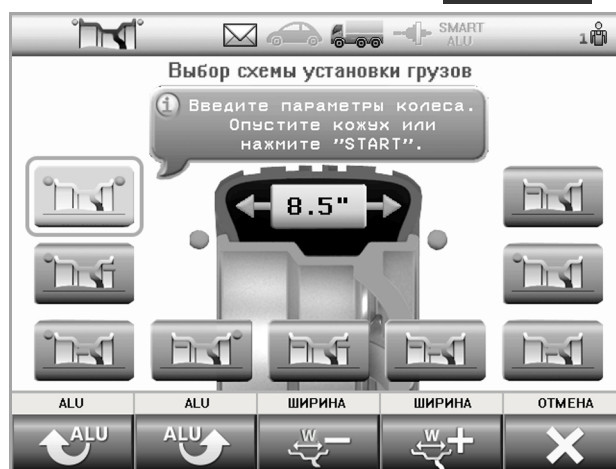 SMART
ALU
1
Выбор схемы установки грузов
i Введите параметры колеса.
Опустите кожух или
нажмите "START".
8.5"
ALU ALU ШИРИНА ШИРИНА ОТМЕНА
ALU ALU W W